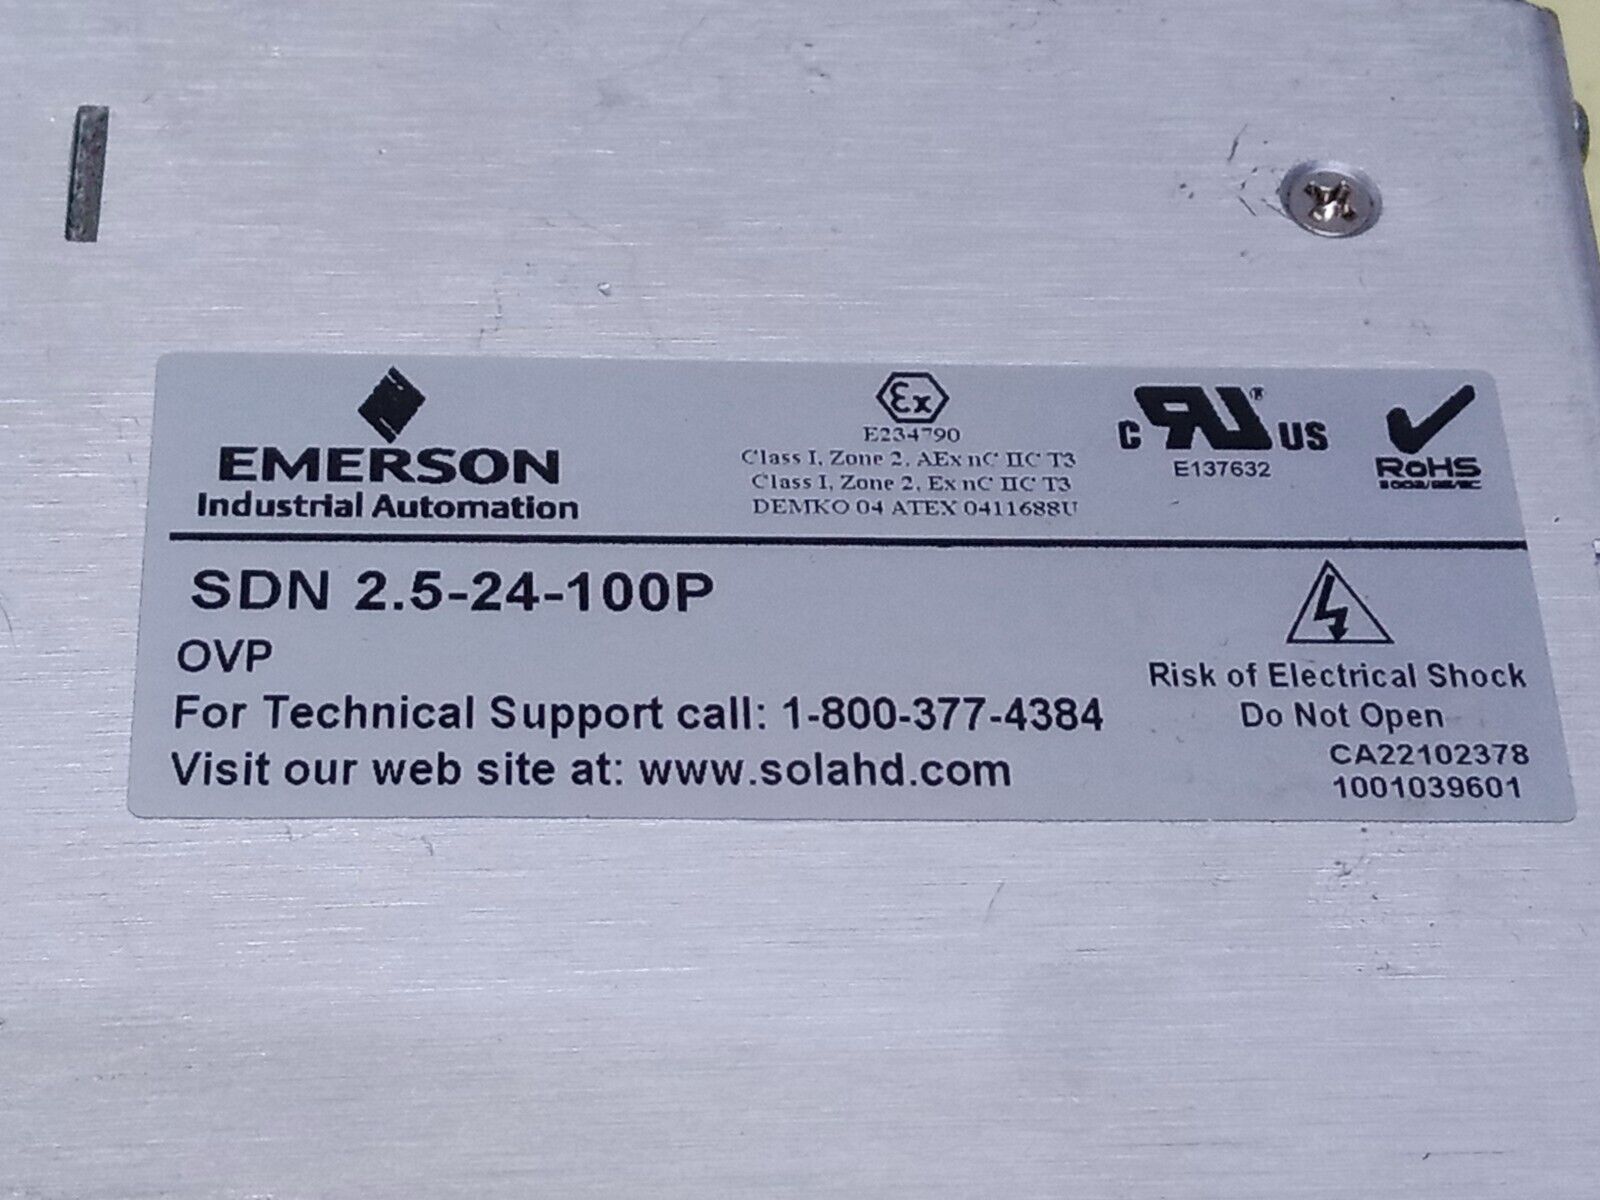 EMERSON
Industrial Automation
Ex
E234790
Class I, Zone 2, AEx nC IIC T3
Class I, Zone 2, Ex nC IIC T3
DEMKO 04 ATEX 0411688U
C RU ® US
E137632
RoHS
SDN 2.5-24-100P
OVP
For Technical Support call: 1-800-377-4384
Visit our web site at: www.solahd.com
Risk of Electrical Shock
Do Not Open
CA22102378
1001039601